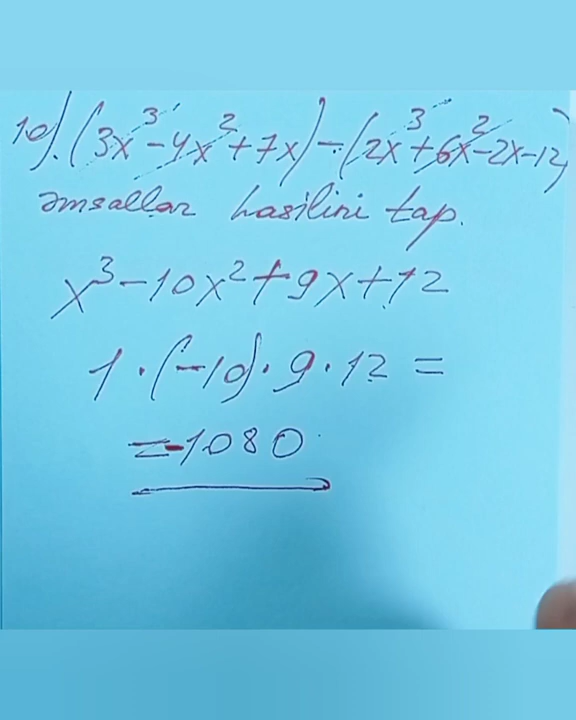 10). (3x³-4x²+7x)-(2x³+6x²-2x-12)
əmsallar hasilini tap.
x³-10x²+9x+12
1·(-10)·9·12=
=-1080